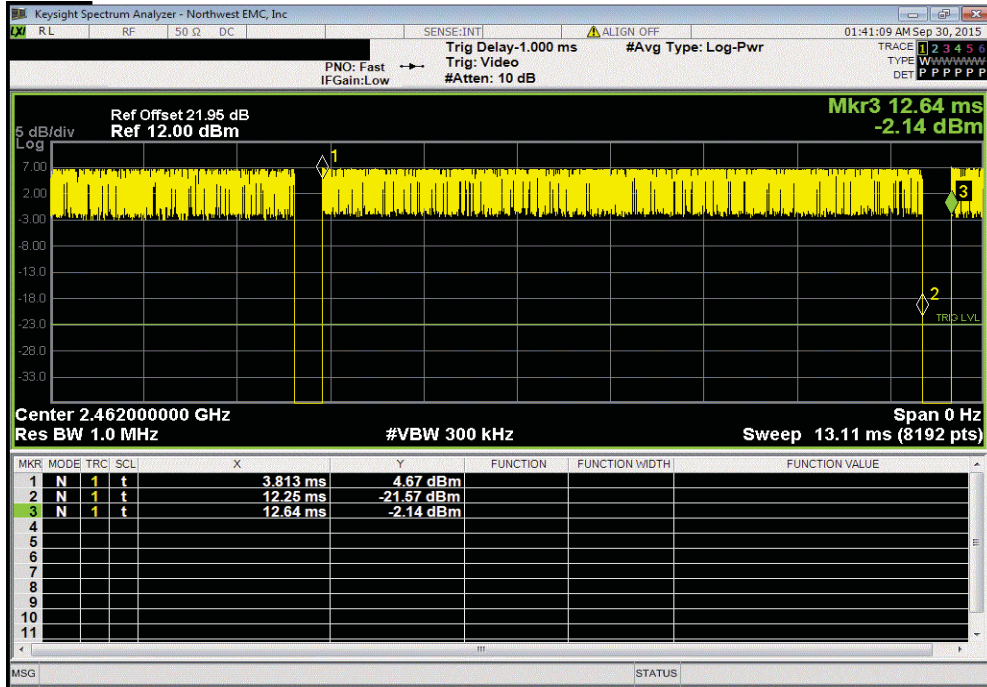 Keysight Spectrum Analyzer - Northwest EMC, Inc
LXI RL RF 50 Ω DC SENSE:INT ALIGN OFF 01:41:09 AM Sep 30, 2015
Trig Delay-1.000 ms #Avg Type: Log-Pwr TRACE 1 2 3 4 5 6
PNO: Fast Trig: Video TYPE WWWWWW
IFGain:Low #Atten: 10 dB DET P P P P P P
Mkr3 12.64 ms
-2.14 dBm
Ref Offset 21.95 dB
5 dB/div Ref 12.00 dBm
Log
1
7.00
2.00
3
-3.00
-8.00
-13.0
-18.0
2
TRIG LVL
-23.0
-28.0
-33.0
Center 2.462000000 GHz Span 0 Hz
Res BW 1.0 MHz #VBW 300 kHz Sweep 13.11 ms (8192 pts)
MKR MODE TRC SCL X Y FUNCTION FUNCTION WIDTH FUNCTION VALUE
1 N 1 t 3.813 ms 4.67 dBm
2 N 1 t 12.25 ms -21.57 dBm
3 N 1 t 12.64 ms -2.14 dBm
4
5
6
7
8
9
10
11
MSG STATUS